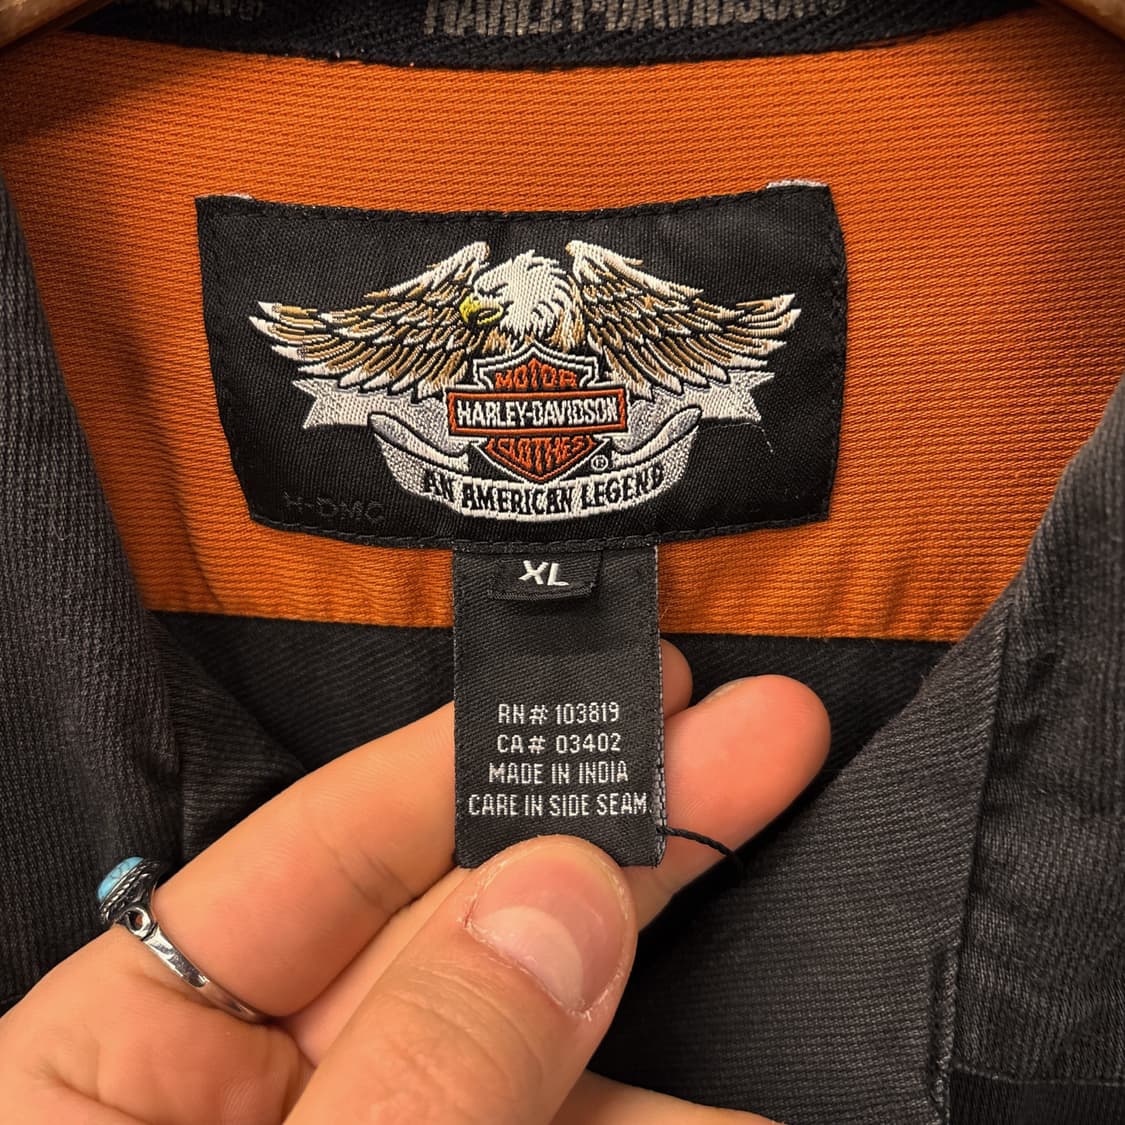 HARLEY-DAVIDSON®
MOTOR
HARLEY-DAVIDSON
CLOTHES
®
AN AMERICAN LEGEND
H-DMC
XL
RN# 103819
CA# 03402
MADE IN INDIA
CARE IN SIDE SEAM